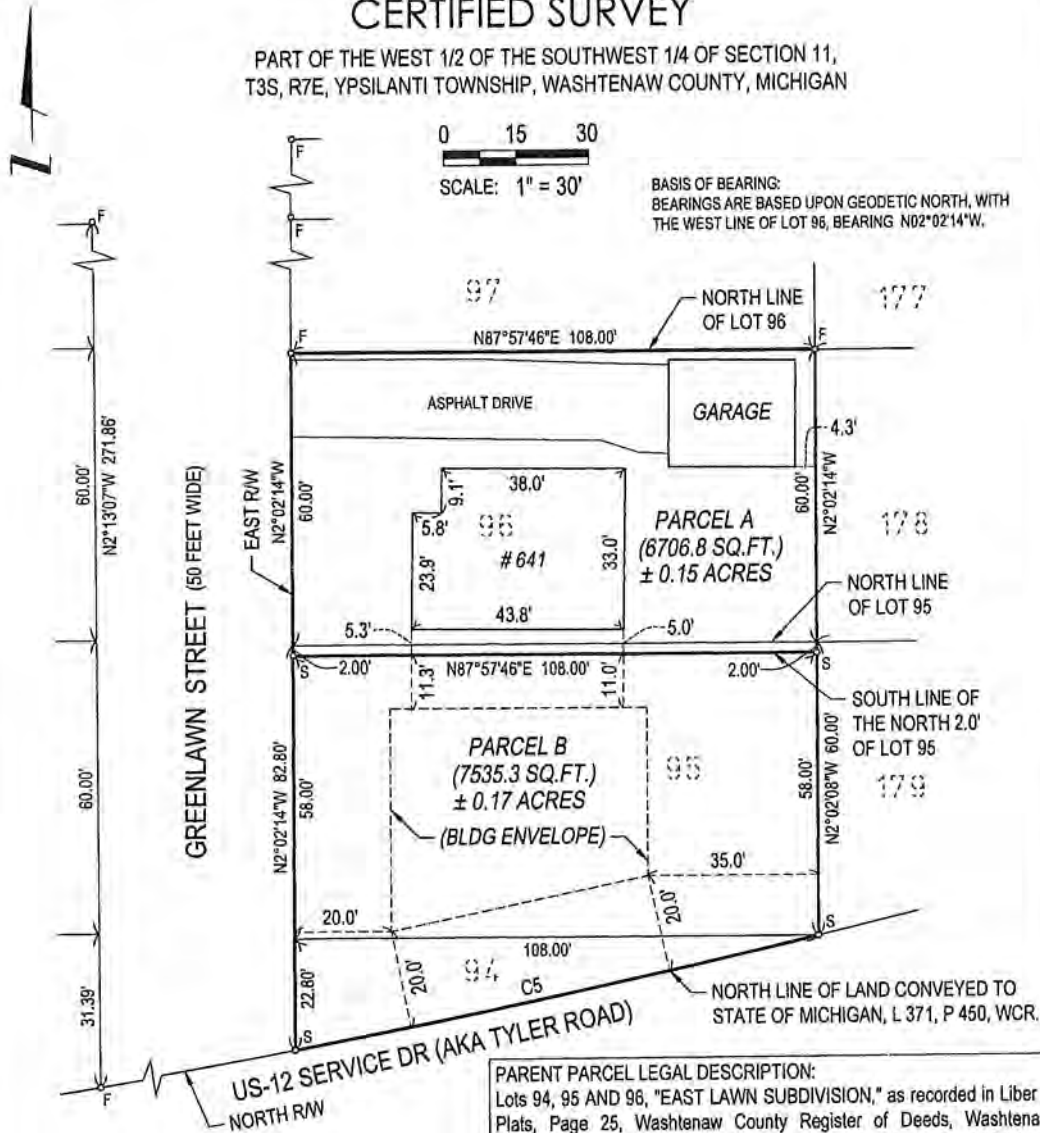 CERTIFIED SURVEY
PART OF THE WEST 1/2 OF THE SOUTHWEST 1/4 OF SECTION 11,
T3S, R7E, YPSILANTI TOWNSHIP, WASHTENAW COUNTY, MICHIGAN
0 15 30
SCALE: 1" = 30'
BASIS OF BEARING:
BEARINGS ARE BASED UPON GEODETIC NORTH, WITH
THE WEST LINE OF LOT 96, BEARING N02°02'14"W.
F
F
F
97
NORTH LINE
OF LOT 96
177
N87°57'46"E 108.00'
F
F
ASPHALT DRIVE
GARAGE
4.3'
60.00'
N2°13'07"W 271.86'
GREENLAWN STREET (50 FEET WIDE)
EAST R/W
N2°02'14"W
60.00'
38.0'
9.1'
5.8'
96
# 641
23.9'
33.0'
43.8'
PARCEL A
(6706.8 SQ.FT.)
± 0.15 ACRES
60.00'
N2°02'14"W
178
NORTH LINE
OF LOT 95
5.3'
5.0'
S
2.00'
N87°57'46"E 108.00'
2.00'
S
11.3'
11.0'
SOUTH LINE OF
THE NORTH 2.0'
OF LOT 95
PARCEL B
(7535.3 SQ.FT.)
± 0.17 ACRES
95
179
(BLDG ENVELOPE)
60.00'
N2°02'14"W 82.80'
58.00'
58.00'
N2°02'08"W 60.00'
35.0'
20.0'
20.0'
S
108.00'
94
20.0'
C5
31.39'
22.80'
NORTH LINE OF LAND CONVEYED TO
STATE OF MICHIGAN, L 371, P 450, WCR.
S
US-12 SERVICE DR (AKA TYLER ROAD)
F
NORTH R/W
PARENT PARCEL LEGAL DESCRIPTION:
Lots 94, 95 AND 96, "EAST LAWN SUBDIVISION," as recorded in Liber
Plats, Page 25, Washtenaw County Register of Deeds, Washtena